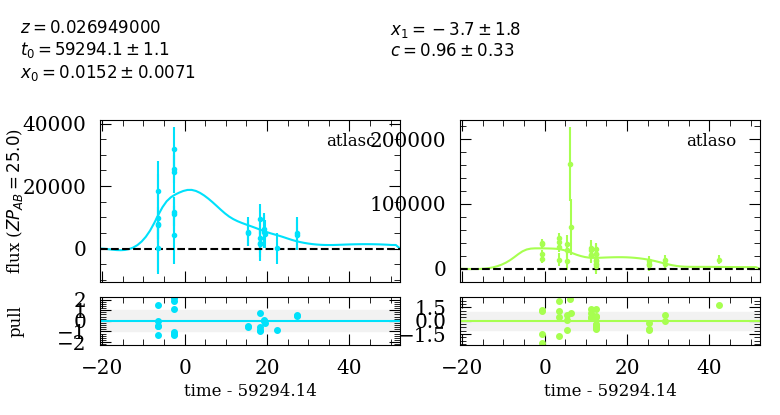 z = 0.026949000
t₀ = 59294.1 ± 1.1
x₀ = 0.0152 ± 0.0071
x₁ = −3.7 ± 1.8
c = 0.96 ± 0.33
flux (ZP_AB = 25.0)
40000
20000
0
atlasc
200000
100000
0
atlaso
pull
2
1
0
−1
−2
−20
0
20
40
time - 59294.14
1.5
0.0
−1.5
−20
0
20
40
time - 59294.14